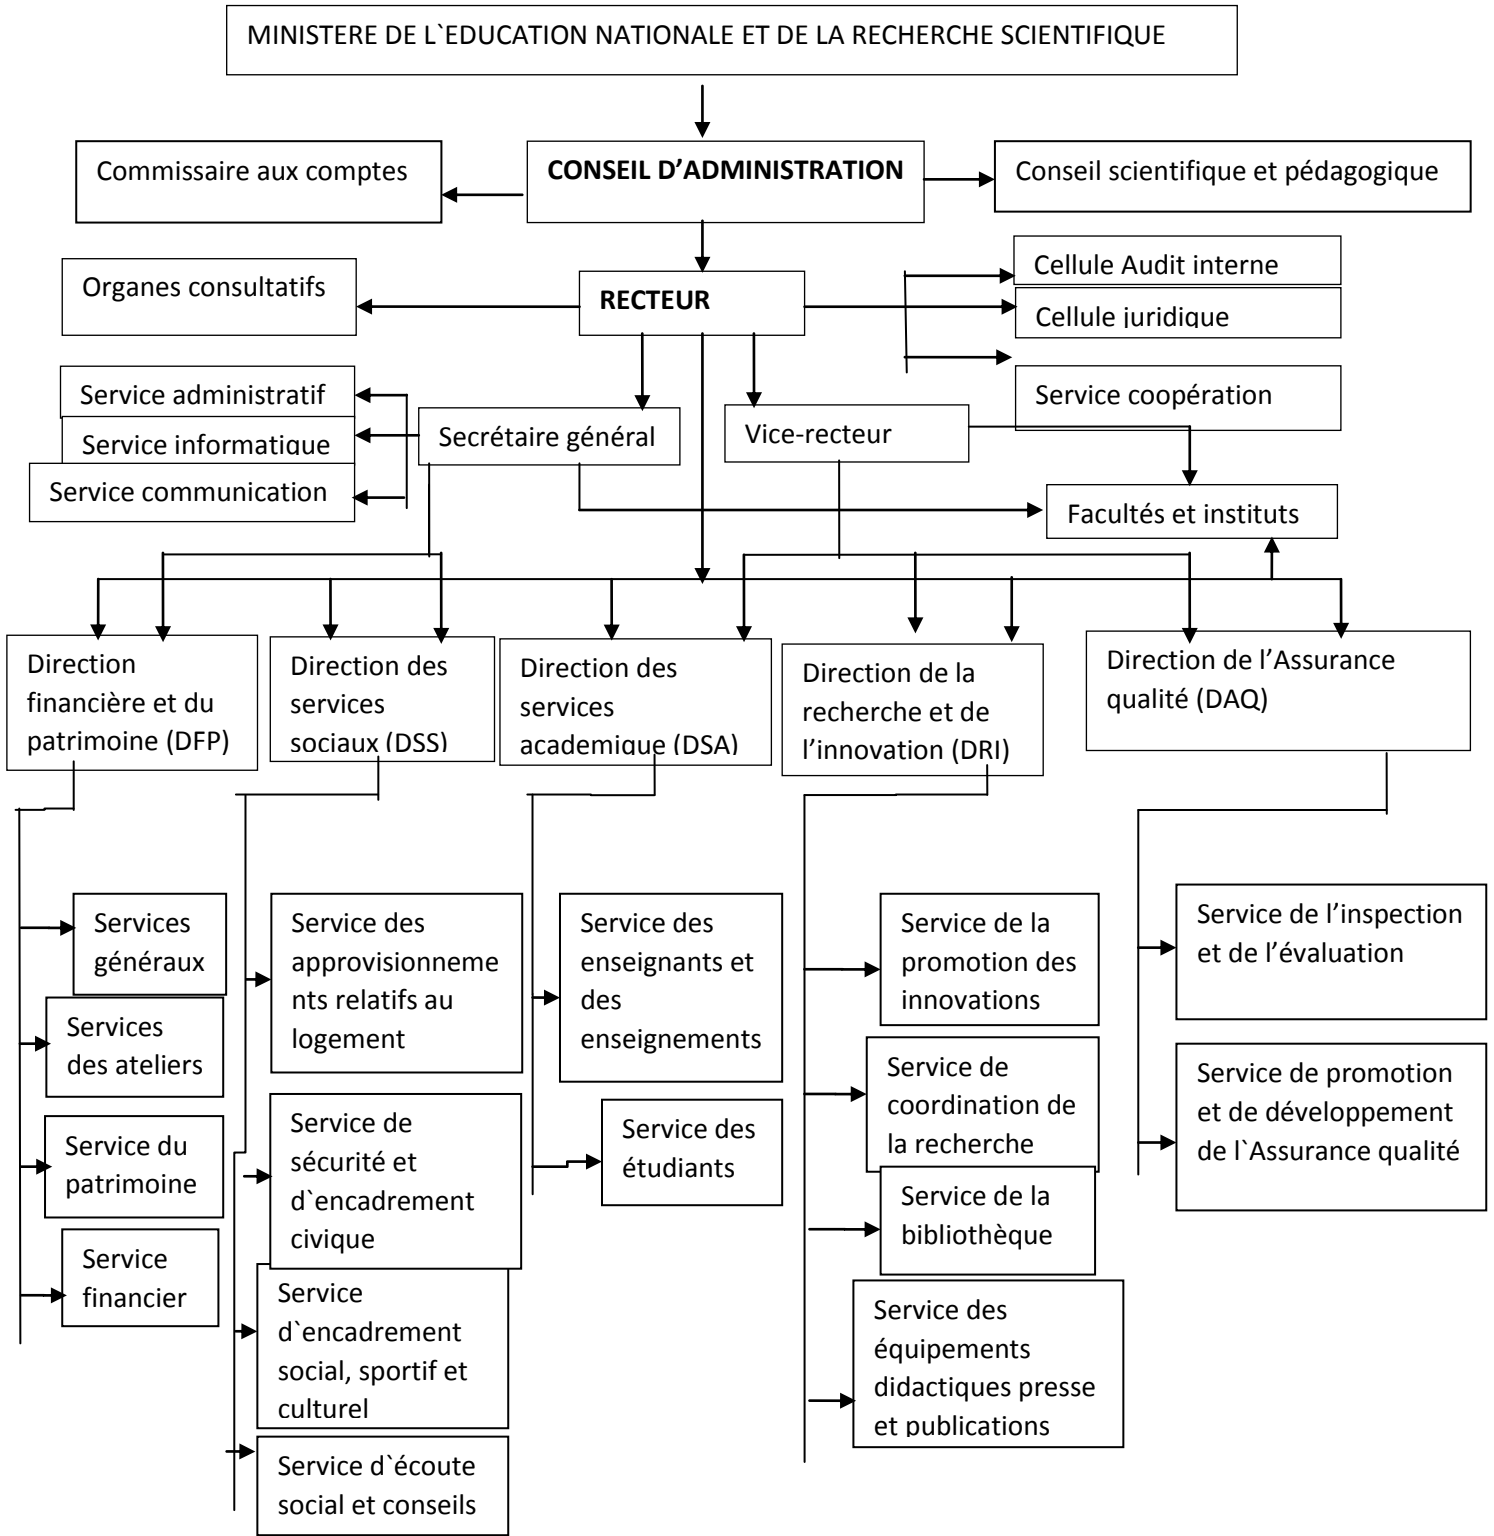 MINISTERE DE L`EDUCATION NATIONALE ET DE LA RECHERCHE SCIENTIFIQUE
Commissaire aux comptes
CONSEIL D’ADMINISTRATION
Conseil scientifique et pédagogique
Organes consultatifs
RECTEUR
Cellule Audit interne
Cellule juridique
Service coopération
Service administratif
Service informatique
Service communication
Secrétaire général
Vice-recteur
Facultés et instituts
Direction
financière et du
patrimoine (DFP)
Direction des
services
sociaux (DSS)
Direction des
services
academique (DSA)
Direction de la
recherche et de
l’innovation (DRI)
Direction de l’Assurance
qualité (DAQ)
Services
généraux
Services
des ateliers
Service du
patrimoine
Service
financier
Service des
approvisionneme
nts relatifs au
logement
Service de
sécurité et
d`encadrement
civique
Service
d`encadrement
social, sportif et
culturel
Service d`écoute
social et conseils
Service des
enseignants et
des
enseignements
Service des
étudiants
Service de la
promotion des
innovations
Service de
coordination de
la recherche
Service de la
bibliothèque
Service des
équipements
didactiques presse
et publications
Service de l’inspection
et de l’évaluation
Service de promotion
et de développement
de l`Assurance qualité